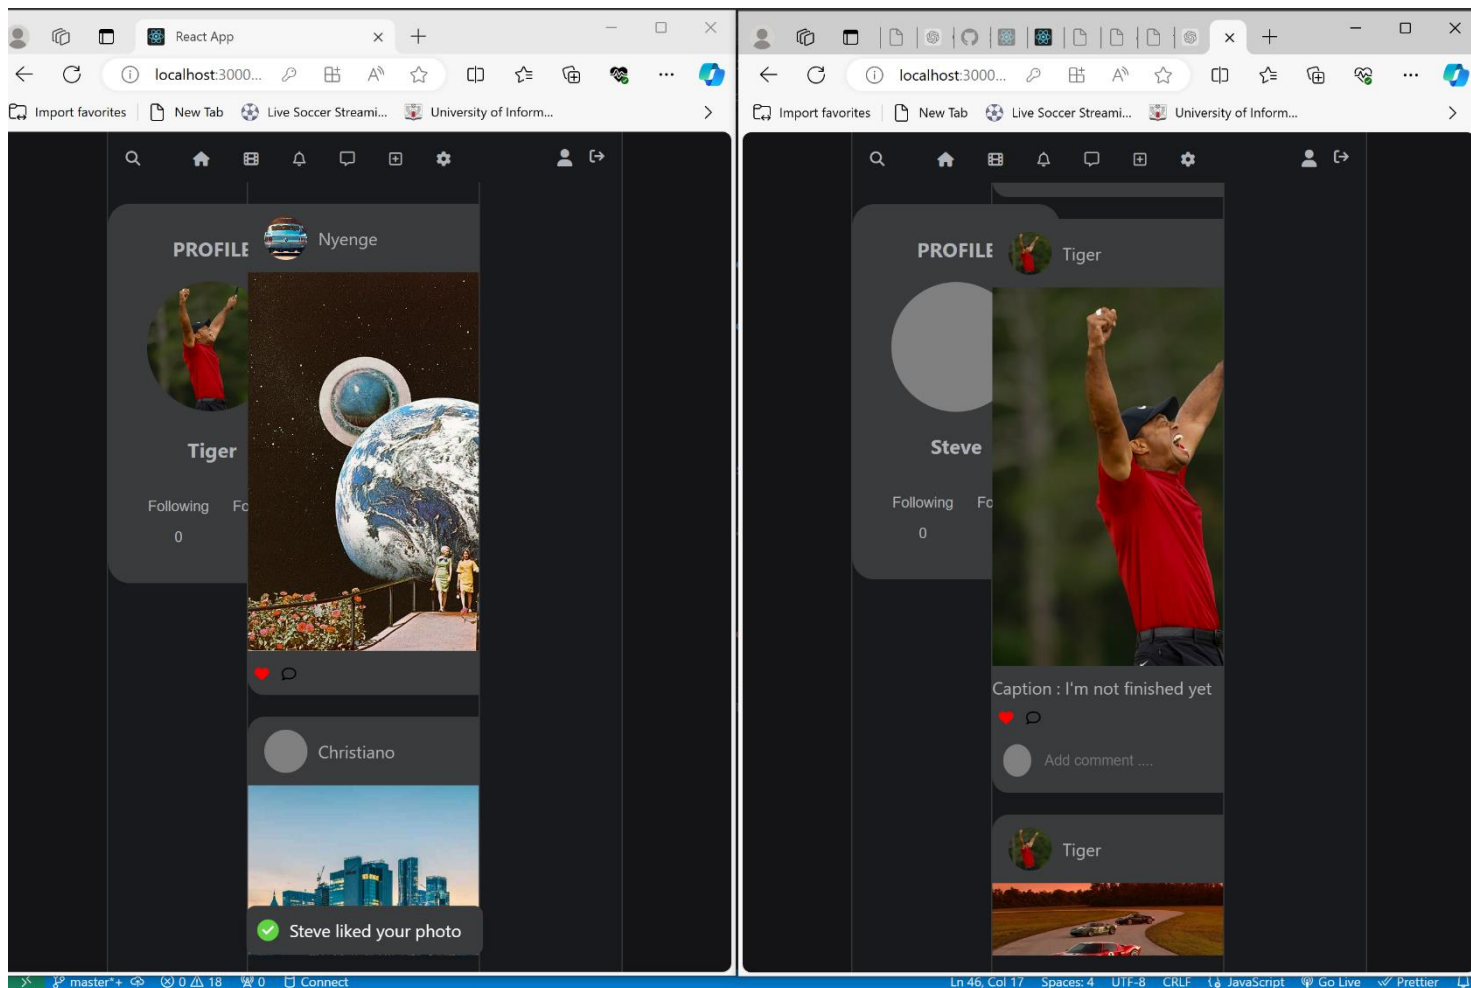 React App
localhost:3000...
localhost:3000...
Import favorites
New Tab
Live Soccer Streami...
University of Inform...
Import favorites
New Tab
Live Soccer Streami...
University of Inform...
PROFILE
Nyenge
Tiger
Following
Fo
0
Christiano
Steve liked your photo
PROFILE
Tiger
Steve
Following
Fo
0
Caption : I'm not finished yet
Add comment ....
Tiger
master*+ 0 18 0 Connect
Ln 46, Col 17 Spaces: 4 UTF-8 CRLF JavaScript Go Live Prettier